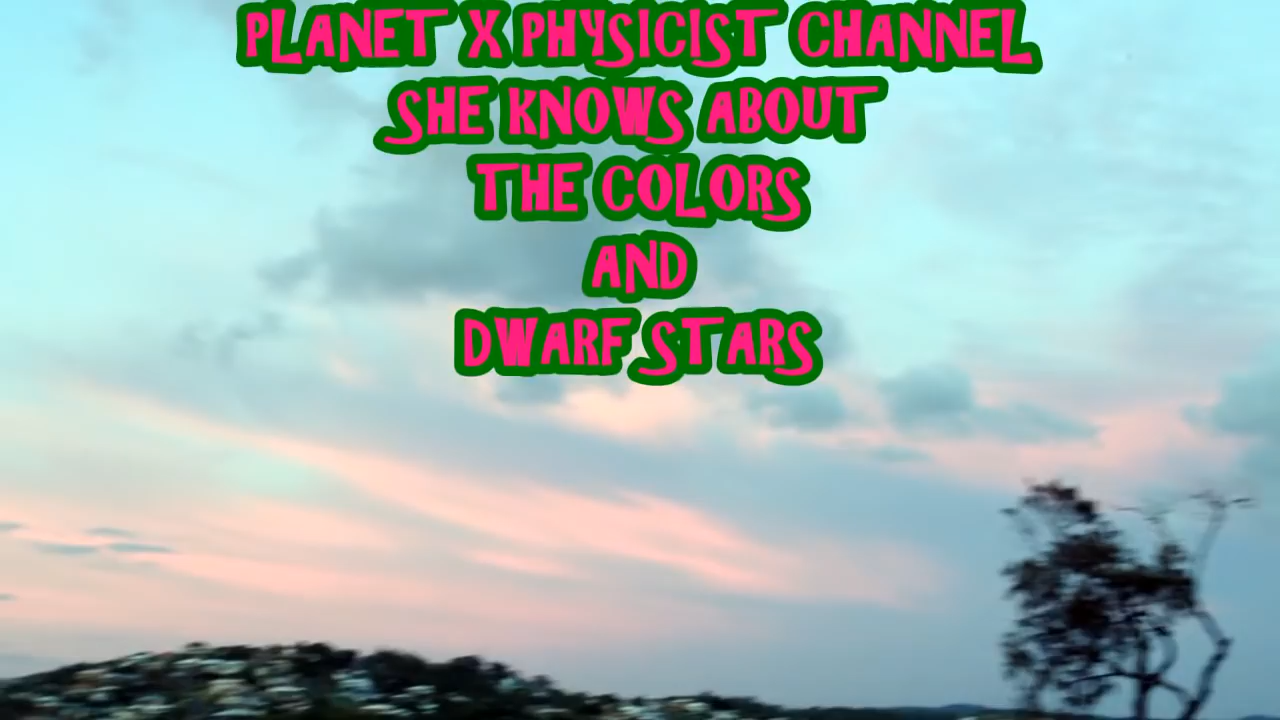 PLANET X PHYSICIST CHANNEL
SHE KNOWS ABOUT
THE COLORS
AND
DWARF STARS